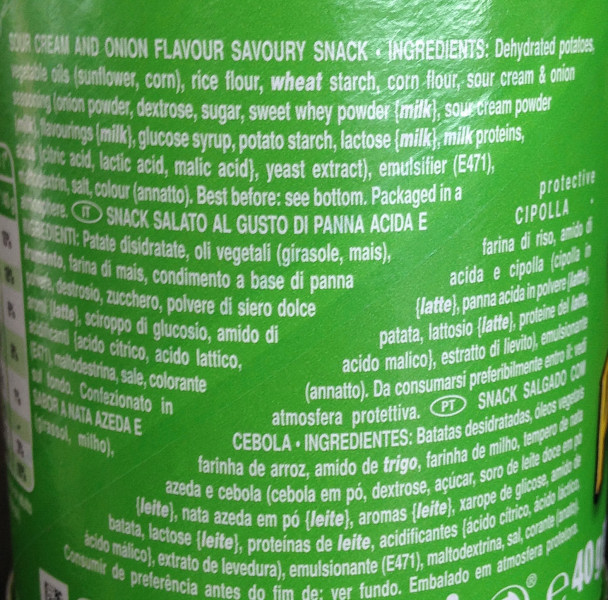 SOUR CREAM AND ONION FLAVOUR SAVOURY SNACK • INGREDIENTS: Dehydrated potatoes,
vegetable oils (sunflower, corn), rice flour, wheat starch, corn flour, sour cream & onion
seasoning (onion powder, dextrose, sugar, sweet whey powder {milk}, sour cream powder
{milk}, flavourings {milk}, glucose syrup, potato starch, lactose {milk}, milk proteins,
acids {citric acid, lactic acid, malic acid}, yeast extract), emulsifier (E471),
maltodextrin, salt, colour (annatto). Best before: see bottom. Packaged in a protective
atmosphere. IT SNACK SALATO AL GUSTO DI PANNA ACIDA E CIPOLLA •
INGREDIENTI: Patate disidratate, oli vegetali (girasole, mais), farina di riso, amido di
frumento, farina di mais, condimento a base di panna acida e cipolla (cipolla in
polvere, destrosio, zucchero, polvere di siero dolce {latte}, panna acida in polvere {latte},
aromi {latte}, sciroppo di glucosio, amido di patata, lattosio {latte}, proteine del latte,
acidificanti {acido citrico, acido lattico, acido malico}, estratto di lievito), emulsionante
(E471), maltodestrina, sale, colorante (annatto). Da consumarsi preferibilmente entro il: vedi
sul fondo. Confezionato in atmosfera protettiva. PT SNACK SALGADO COM
SABOR A NATA AZEDA E CEBOLA • INGREDIENTES: Batatas desidratadas, óleos vegetais
(girassol, milho), farinha de arroz, amido de trigo, farinha de milho, tempero de nata
azeda e cebola (cebola em pó, dextrose, açúcar, soro de leite doce em pó
{leite}, nata azeda em pó {leite}, aromas {leite}, xarope de glicose, amido de
batata, lactose {leite}, proteínas de leite, acidificantes {ácido cítrico, ácido láctico,
ácido málico}, extrato de levedura), emulsionante (E471), maltodextrina, sal, corante (anato).
Consumir de preferência antes do fim de: ver fundo. Embalado em atmosfera protetora.
® e 40 g